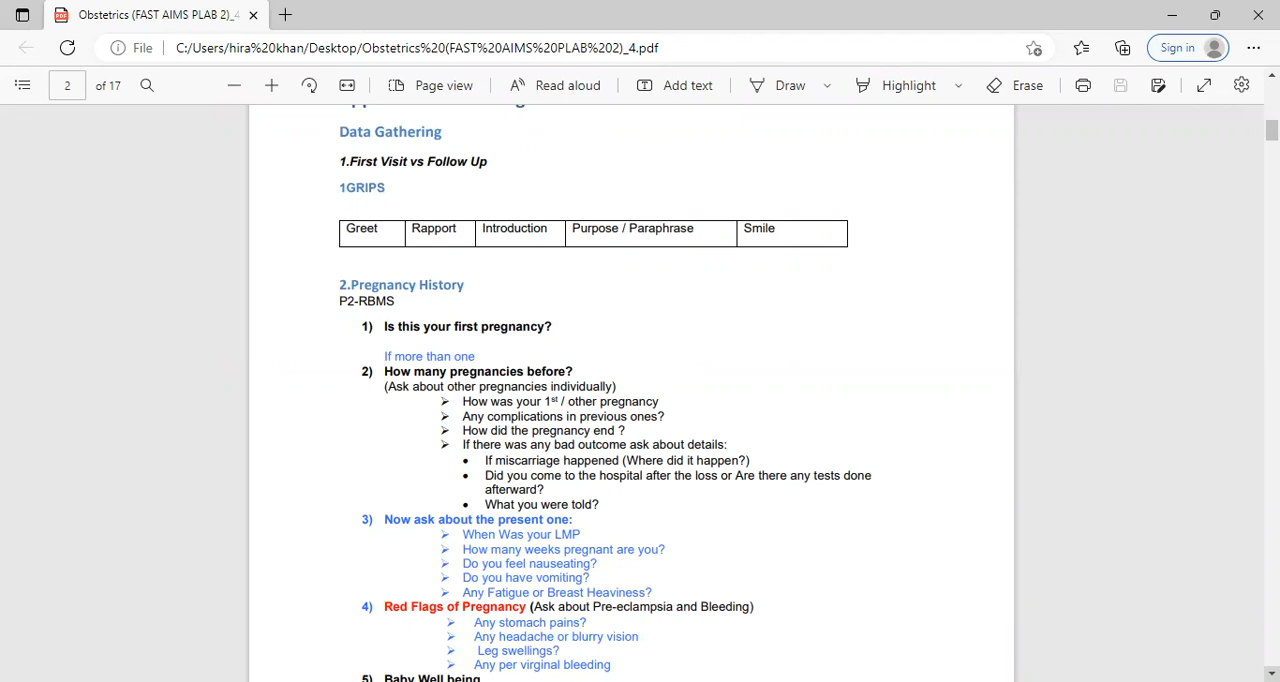 Obstetrics (FAST AIMS PLAB 2)_4
File C:/Users/hira%20khan/Desktop/Obstetrics%20(FAST%20AIMS%20PLAB%202)_4.pdf
Sign in
2 of 17
Page view
Read aloud
Add text
Draw
Highlight
Erase
Data Gathering
1.First Visit vs Follow Up
1GRIPS
Greet Rapport Introduction Purpose / Paraphrase Smile
2.Pregnancy History
P2-RBMS
1) Is this your first pregnancy?
If more than one
2) How many pregnancies before?
(Ask about other pregnancies individually)
➢ How was your 1st / other pregnancy
➢ Any complications in previous ones?
➢ How did the pregnancy end ?
➢ If there was any bad outcome ask about details:
• If miscarriage happened (Where did it happen?)
• Did you come to the hospital after the loss or Are there any tests done
afterward?
• What you were told?
3) Now ask about the present one:
➢ When Was your LMP
➢ How many weeks pregnant are you?
➢ Do you feel nauseating?
➢ Do you have vomiting?
➢ Any Fatigue or Breast Heaviness?
4) Red Flags of Pregnancy (Ask about Pre-eclampsia and Bleeding)
➢ Any stomach pains?
➢ Any headache or blurry vision
➢ Leg swellings?
➢ Any per virginal bleeding
5) Baby Well being